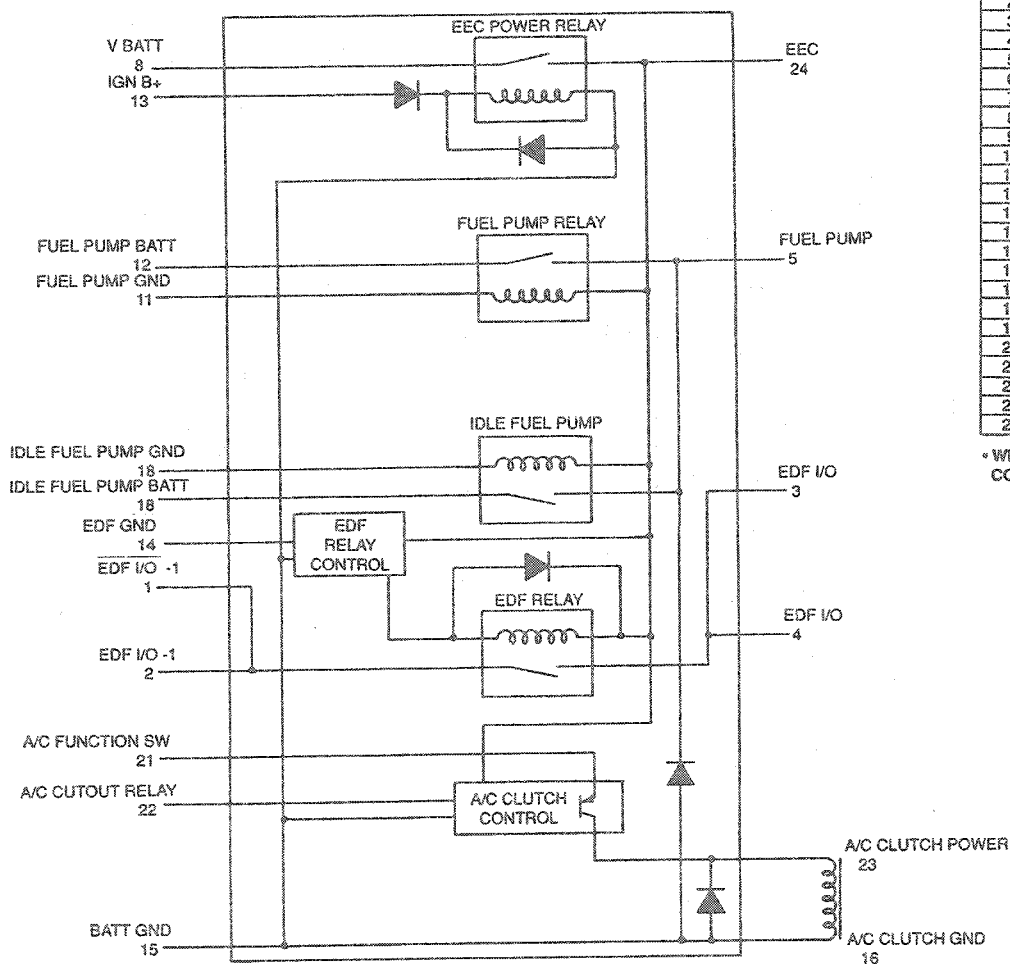 EEC POWER RELAY
V BATT
8
EEC
24
IGN B+
13
FUEL PUMP RELAY
FUEL PUMP BATT
12
FUEL PUMP
5
FUEL PUMP GND
11
IDLE FUEL PUMP
IDLE FUEL PUMP GND
18
IDLE FUEL PUMP BATT
18
EDF I/O
3
EDF GND
14
EDF
RELAY
CONTROL
EDF I/O -1
1
EDF RELAY
EDF I/O
4
EDF I/O -1
2
A/C FUNCTION SW
21
A/C CUTOUT RELAY
22
A/C CLUTCH
CONTROL
A/C CLUTCH POWER
23
BATT GND
15
A/C CLUTCH GND
16